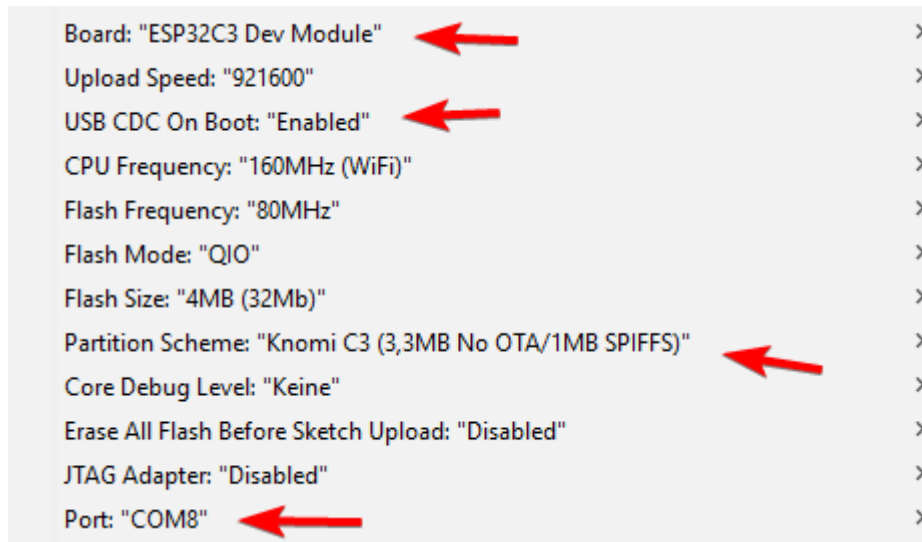 Board: "ESP32C3 Dev Module"
Upload Speed: "921600"
USB CDC On Boot: "Enabled"
CPU Frequency: "160MHz (WiFi)"
Flash Frequency: "80MHz"
Flash Mode: "QIO"
Flash Size: "4MB (32Mb)"
Partition Scheme: "Knomi C3 (3,3MB No OTA/1MB SPIFFS)"
Core Debug Level: "Keine"
Erase All Flash Before Sketch Upload: "Disabled"
JTAG Adapter: "Disabled"
Port: "COM8"